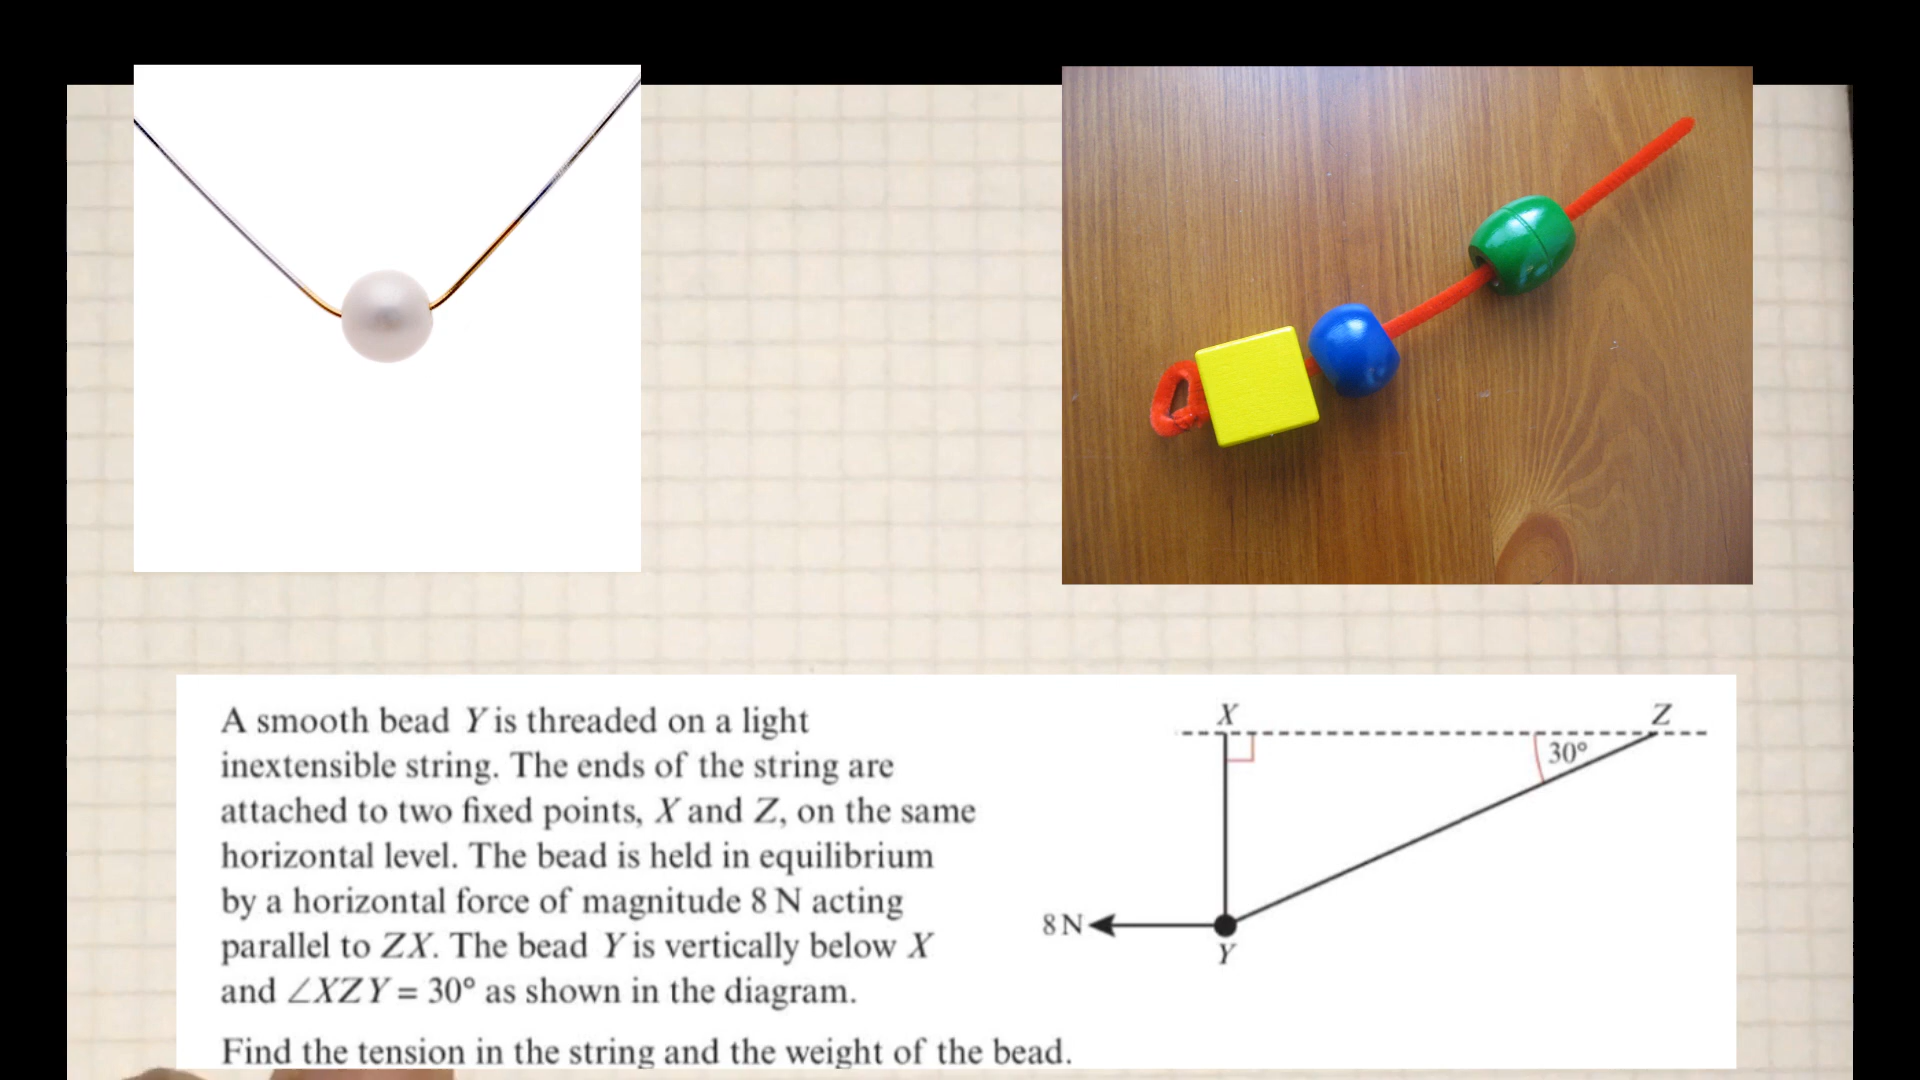 A smooth bead Y is threaded on a light
inextensible string. The ends of the string are
attached to two fixed points, X and Z, on the same
horizontal level. The bead is held in equilibrium
by a horizontal force of magnitude 8 N acting
parallel to ZX. The bead Y is vertically below X
and ∠XZY = 30° as shown in the diagram.
Find the tension in the string and the weight of the bead.
X
Z
30°
8 N
Y